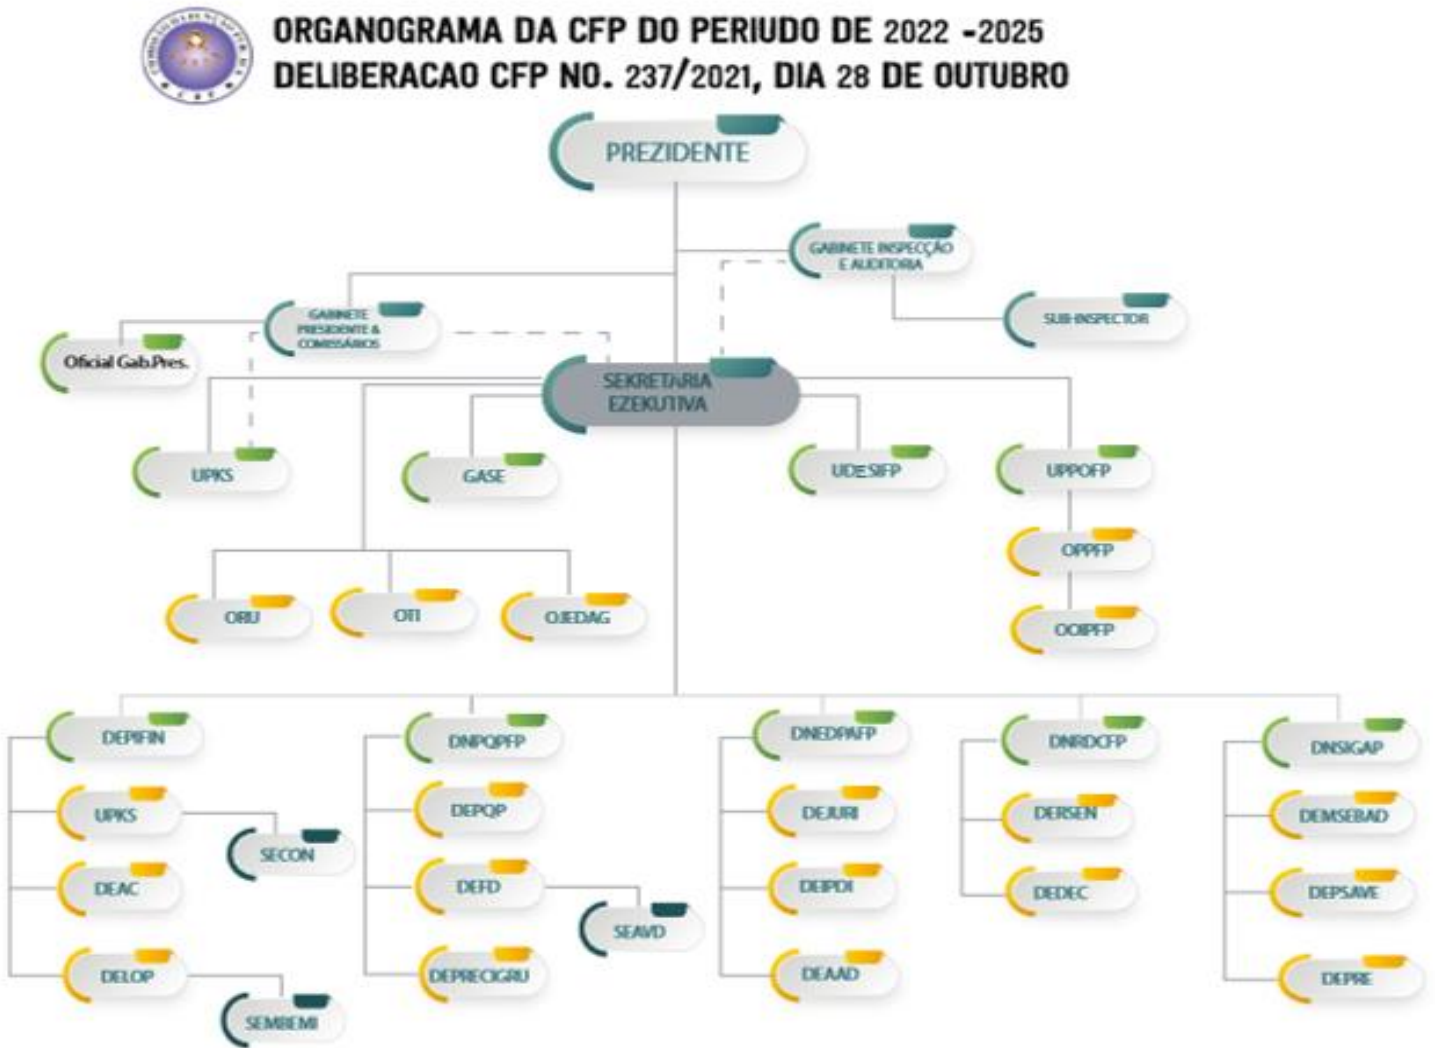 ORGANOGRAMA DA CFP DO PERIUDO DE 2022 -2025
DELIBERACAO CFP NO. 237/2021, DIA 28 DE OUTUBRO
PREZIDENTE
GABINETE INSPECÇÃO
E AUDITORIA
GABINETE
PRESIDENTE &
COMISSÁRIOS
SUB-INSPECTOR
Oficial Gab.Pres.
SEKRETARIA
EZEKUTIVA
UPKS
GASE
UDESIFP
UPPOFP
OPPFP
ORU
OTI
OJEDAG
OOIPFP
DEPIFIN
DNPQPFP
DNEDPAFP
DNRDCFP
DNSIGAP
UPKS
DEPQP
DEJURI
DERSEN
DEMSEBAD
SECON
DEAC
DEFD
DEIPDI
DEDEC
DEPSAVE
SEAVD
DELOP
DEPRECIGRU
DEAAD
DEPRE
SEMBEMI